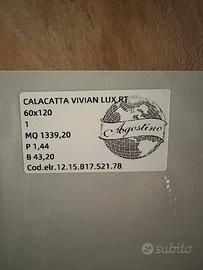 CALACATTA VIVIAN LUX RT
60x120
1
MQ 1339,20
P 1,44
B 43,20
Cod.elr.12.15.B17.S21.78
Agostino
subito